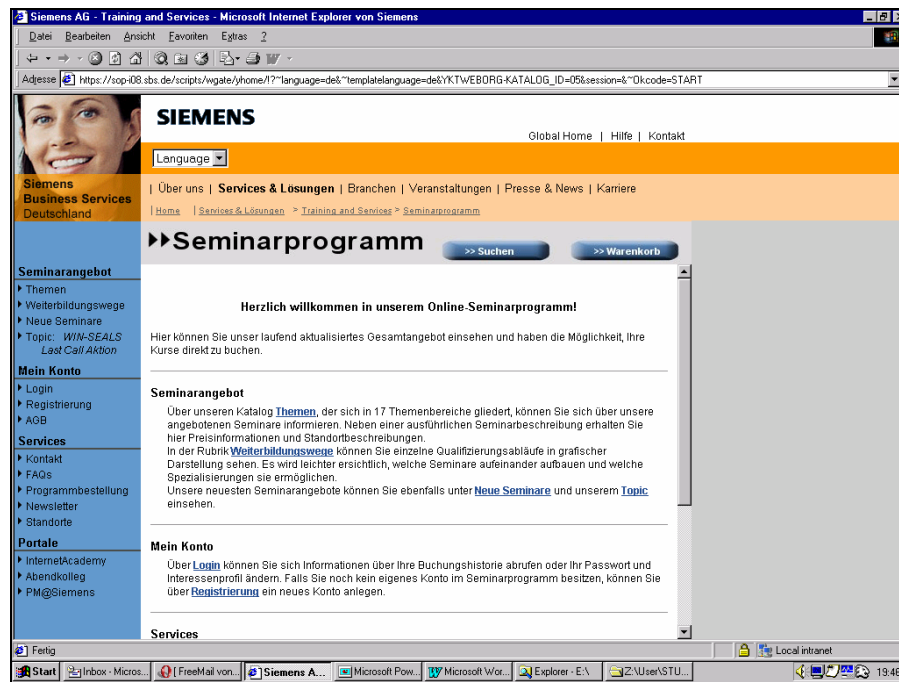 Siemens AG - Training and Services - Microsoft Internet Explorer von Siemens
Datei Bearbeiten Ansicht Favoriten Extras ?
Adresse https://sop-i08.sbs.de/scripts/wgate/yhome/!?~language=de&~templatelanguage=de&YKTWEBORG-KATALOG_ID=05&session=&~Okcode=START
SIEMENS
Global Home | Hilfe | Kontakt
Language
Siemens
Business Services
Deutschland
| Über uns | Services & Lösungen | Branchen | Veranstaltungen | Presse & News | Karriere
| Home | Services & Lösungen > Training and Services > Seminarprogramm
Seminarprogramm
>> Suchen
>> Warenkorb
Seminarangebot
Themen
Weiterbildungswege
Neue Seminare
Topic: WIN-SEALS
Last Call Aktion
Mein Konto
Login
Registrierung
AGB
Services
Kontakt
FAQs
Programmbestellung
Newsletter
Standorte
Portale
InternetAcademy
Abendkolleg
PM@Siemens
Herzlich willkommen in unserem Online-Seminarprogramm!
Hier können Sie unser laufend aktualisiertes Gesamtangebot einsehen und haben die Möglichkeit, Ihre
Kurse direkt zu buchen.
Seminarangebot
Über unseren Katalog Themen, der sich in 17 Themenbereiche gliedert, können Sie sich über unsere
angebotenen Seminare informieren. Neben einer ausführlichen Seminarbeschreibung erhalten Sie
hier Preisinformationen und Standortbeschreibungen.
In der Rubrik Weiterbildungswege können Sie einzelne Qualifizierungsabläufe in grafischer
Darstellung sehen. Es wird leichter ersichtlich, welche Seminare aufeinander aufbauen und welche
Spezialisierungen sie ermöglichen.
Unsere neuesten Seminarangebote können Sie ebenfalls unter Neue Seminare und unserem Topic
einsehen.
Mein Konto
Über Login können Sie sich Informationen über Ihre Buchungshistorie abrufen oder Ihr Passwort und
Interessenprofil ändern. Falls Sie noch kein eigenes Konto im Seminarprogramm besitzen, können Sie
über Registrierung ein neues Konto anlegen.
Services
Fertig
Local intranet
Start
Inbox - Micros...
[ FreeMail von...
Siemens A...
Microsoft Pow...
Microsoft Wor...
Explorer - E:\
Z:\User\STU...
19:46